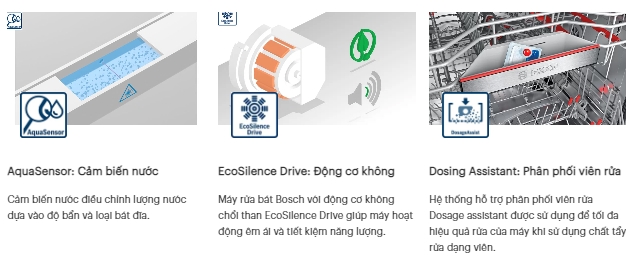 AquaSensor
EcoSilence
Drive
DosageAssist
BOSCH
AquaSensor: Cảm biến nước
Cảm biến nước điều chỉnh lượng nước
dựa vào độ bẩn và loại bát đĩa.
EcoSilence Drive: Động cơ không
Máy rửa bát Bosch với động cơ không
chổi than EcoSilence Drive giúp máy hoạt
động êm ái và tiết kiệm năng lượng.
Dosing Assistant: Phân phối viên rửa
Hệ thống hỗ trợ phân phối viên rửa
Dosage assistant được sử dụng để tối đa
hiệu quả rửa của máy khi sử dụng chất tẩy
rửa dạng viên.